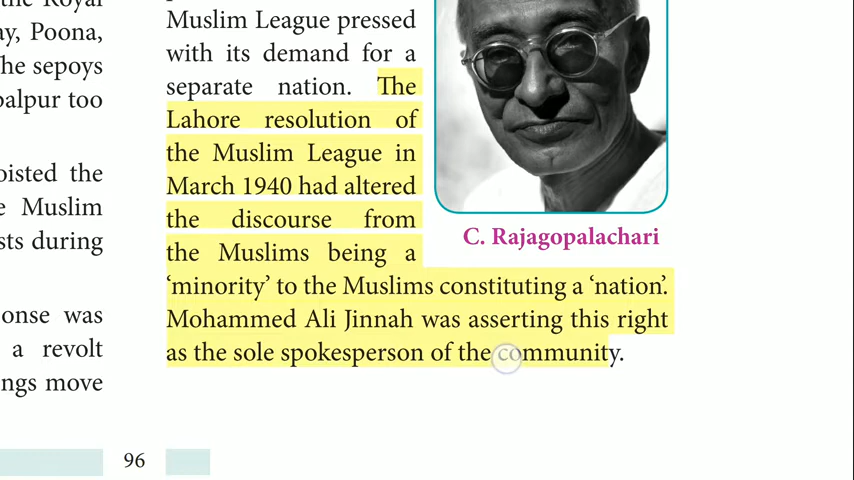 the Royal
ay, Poona,
he sepoys
balpur too
oisted the
e Muslim
sts during
onse was
a revolt
ngs move
Muslim League pressed
with its demand for a
separate nation. The
Lahore resolution of
the Muslim League in
March 1940 had altered
the discourse from
the Muslims being a
‘minority’ to the Muslims constituting a ‘nation’.
Mohammed Ali Jinnah was asserting this right
as the sole spokesperson of the community.
C. Rajagopalachari
96